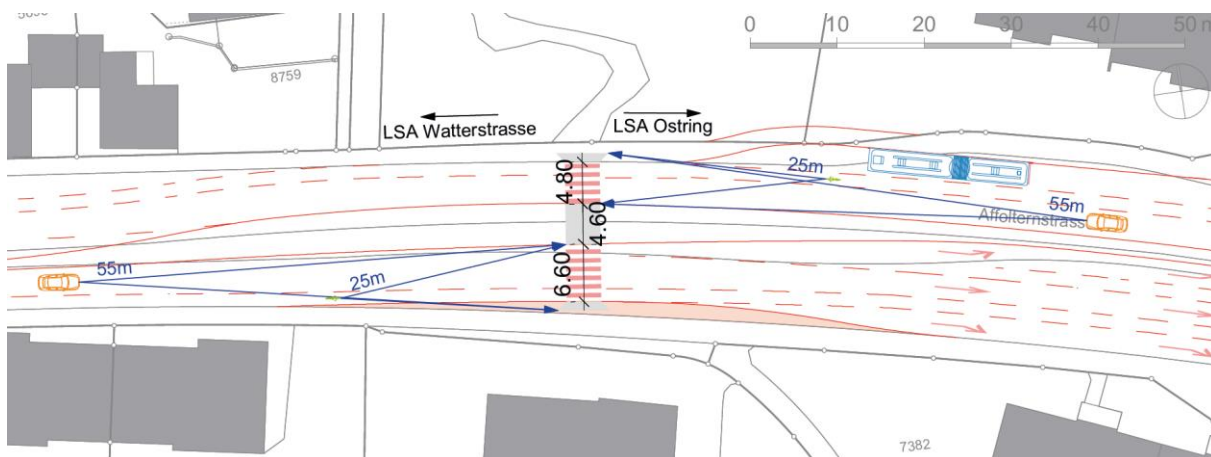 0
10
20
30
40
50 m
8759
LSA Watterstrasse
LSA Ostring
4.80
4.60
6.60
25m
55m
Affolternstrasse
55m
25m
7382